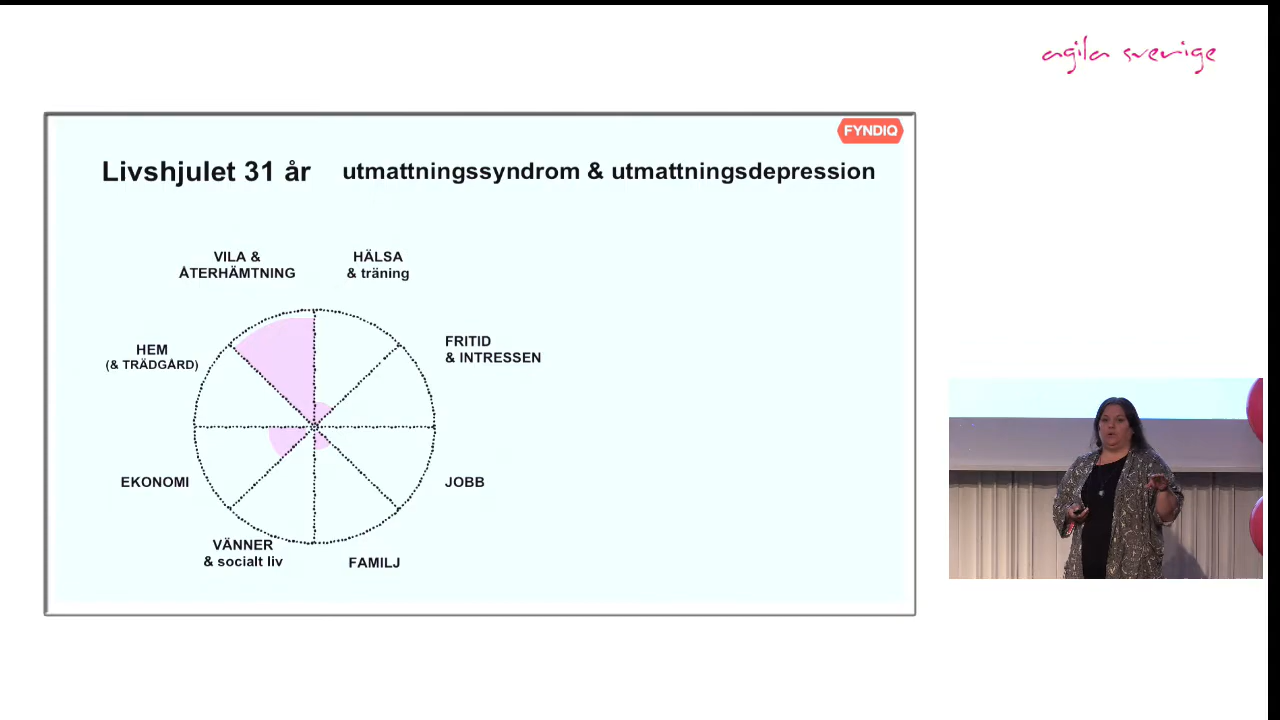 agila sverige
FYNDIQ
Livshjulet 31 år utmattningssyndrom & utmattningsdepression
VILA &
ÅTERHÄMTNING
HÄLSA
& träning
HEM
(& TRÄDGÅRD)
FRITID
& INTRESSEN
EKONOMI
JOBB
VÄNNER
& socialt liv
FAMILJ